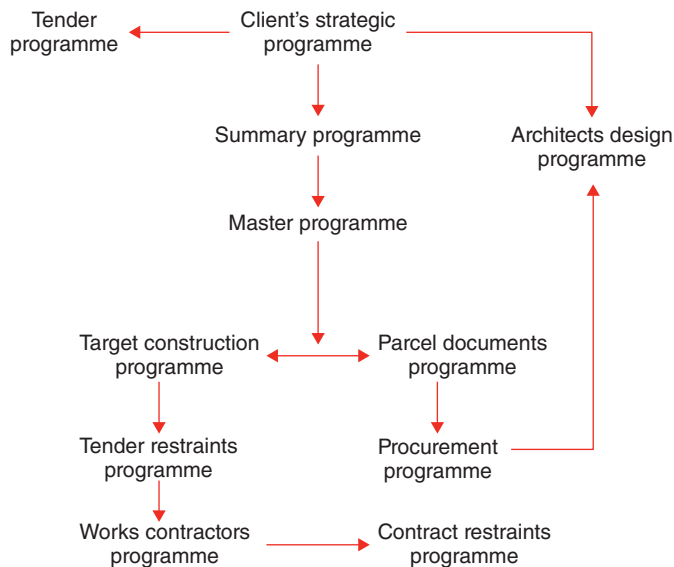 Tender
programme
Client's strategic
programme
Summary programme
Architects design
programme
Master programme
Target construction
programme
Parcel documents
programme
Tender restraints
programme
Procurement
programme
Works contractors
programme
Contract restraints
programme